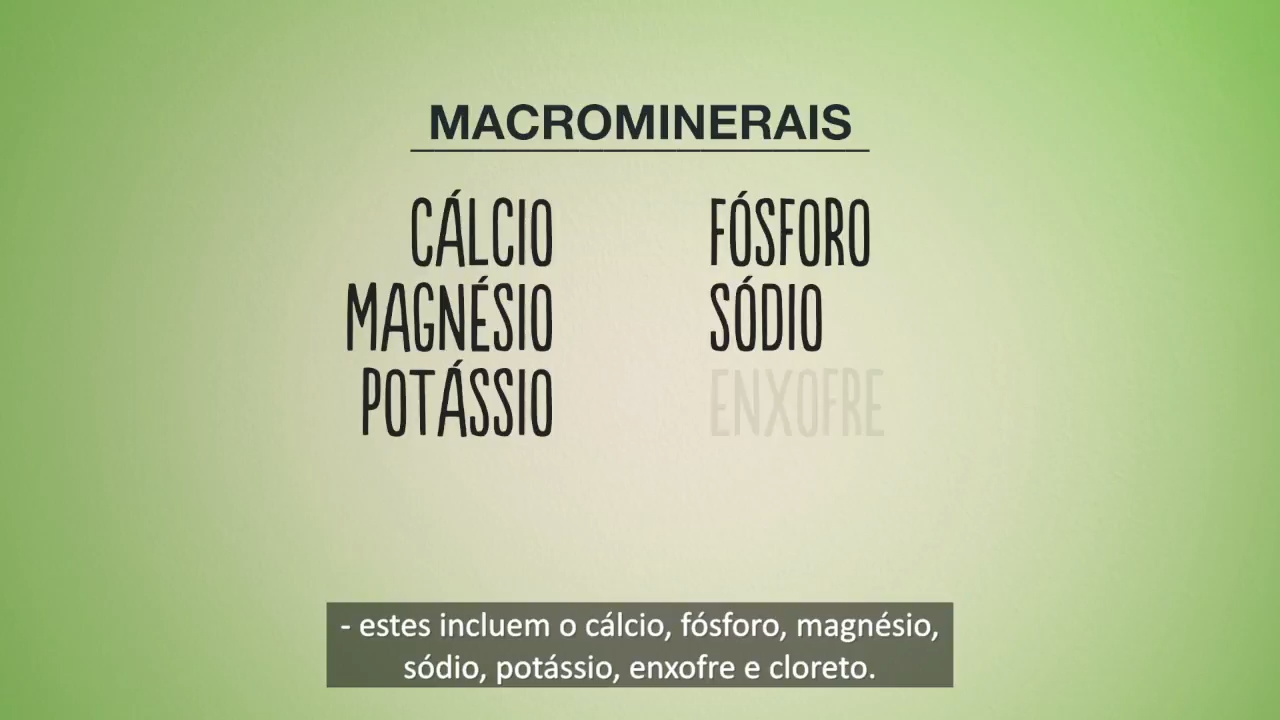 MACROMINERAIS
CÁLCIO FÓSFORO
MAGNÉSIO SÓDIO
POTÁSSIO ENXOFRE
- estes incluem o cálcio, fósforo, magnésio,
sódio, potássio, enxofre e cloreto.